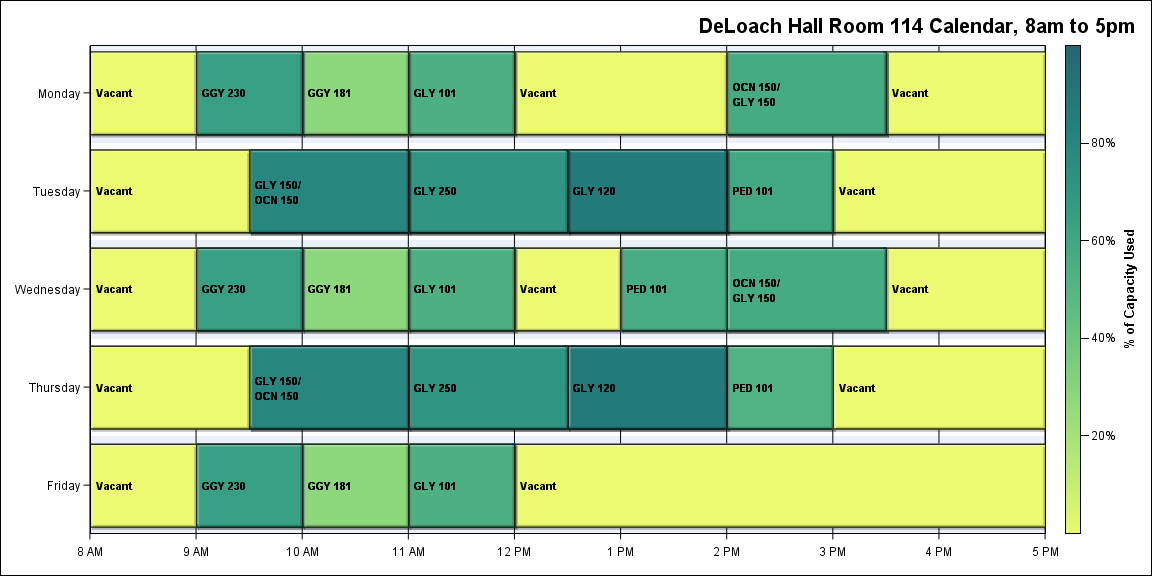 DeLoach Hall Room 114 Calendar, 8am to 5pm
Monday
Vacant
GGY 230
GGY 181
GLY 101
Vacant
OCN 150/
GLY 150
Vacant
Tuesday
Vacant
GLY 150/
OCN 150
GLY 250
GLY 120
PED 101
Vacant
Wednesday
Vacant
GGY 230
GGY 181
GLY 101
Vacant
PED 101
OCN 150/
GLY 150
Vacant
Thursday
Vacant
GLY 150/
OCN 150
GLY 250
GLY 120
PED 101
Vacant
Friday
Vacant
GGY 230
GGY 181
GLY 101
Vacant
8 AM
9 AM
10 AM
11 AM
12 PM
1 PM
2 PM
3 PM
4 PM
5 PM
80%
60%
40%
20%
% of Capacity Used